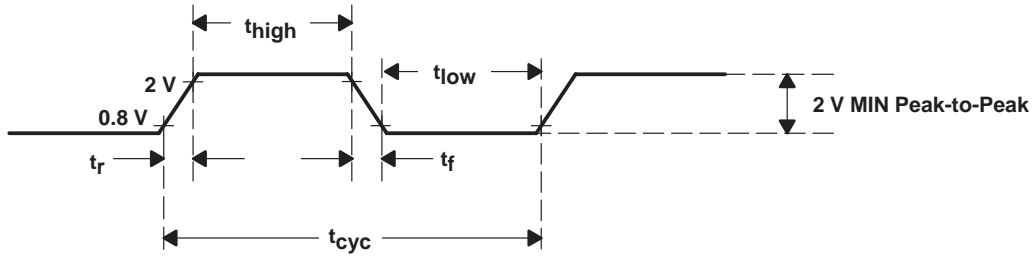 thigh
2 V
tlow
2 V MIN Peak-to-Peak
0.8 V
tr
tf
tcyc